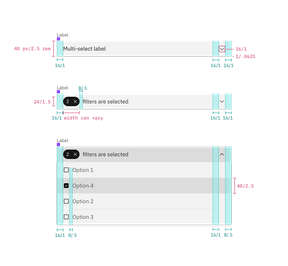 Label
40 px/2.5 rem
Multi-select label
16/1
1/.0625
16/1 16/1 16/1
Label
8/.5
24/1.5
2 × filters are selected
16/1 width can vary 16/1 16/1
Label
2 × filters are selected
Option 1
Option 4
40/2.5
Option 2
Option 3
16/1 8/.5 16/1 8/.5